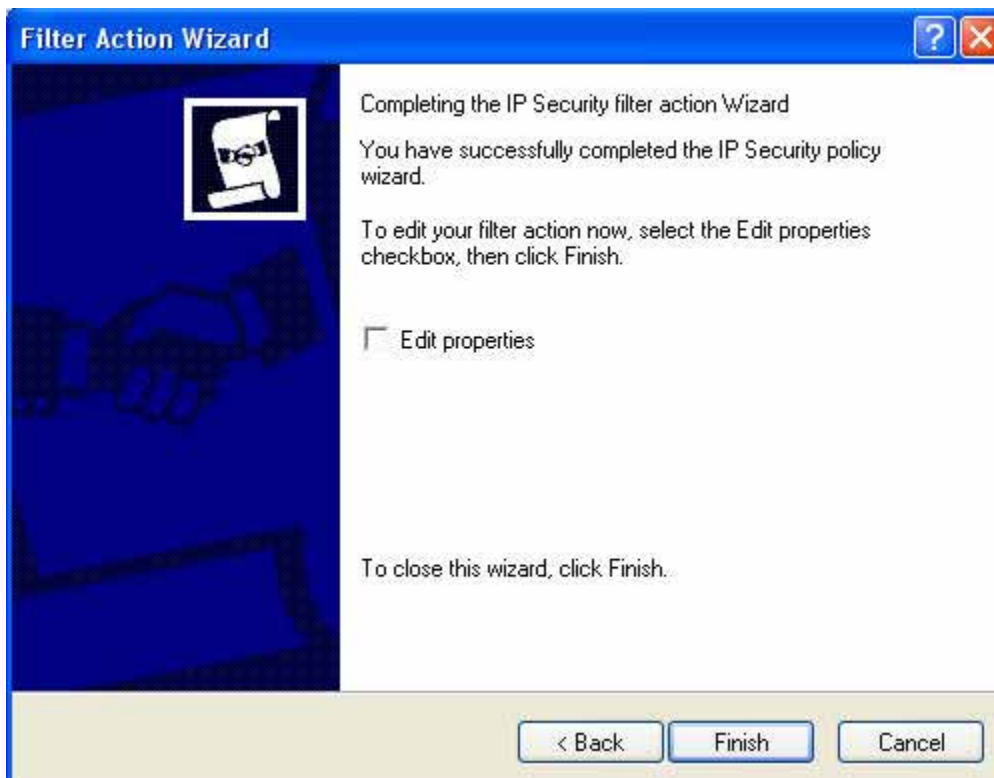 Filter Action Wizard
Completing the IP Security filter action Wizard
You have successfully completed the IP Security policy
wizard.
To edit your filter action now, select the Edit properties
checkbox, then click Finish.
Edit properties
To close this wizard, click Finish.
< Back
Finish
Cancel